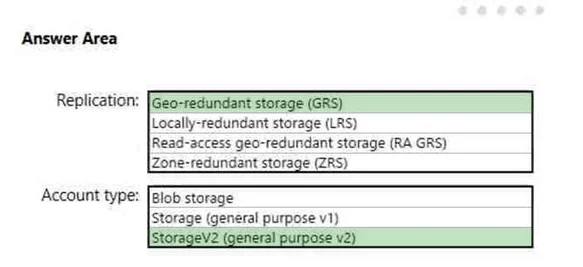 Answer Area
Replication:
Geo-redundant storage (GRS)
Locally-redundant storage (LRS)
Read-access geo-redundant storage (RA GRS)
Zone-redundant storage (ZRS)
Account type:
Blob storage
Storage (general purpose v1)
StorageV2 (general purpose v2)